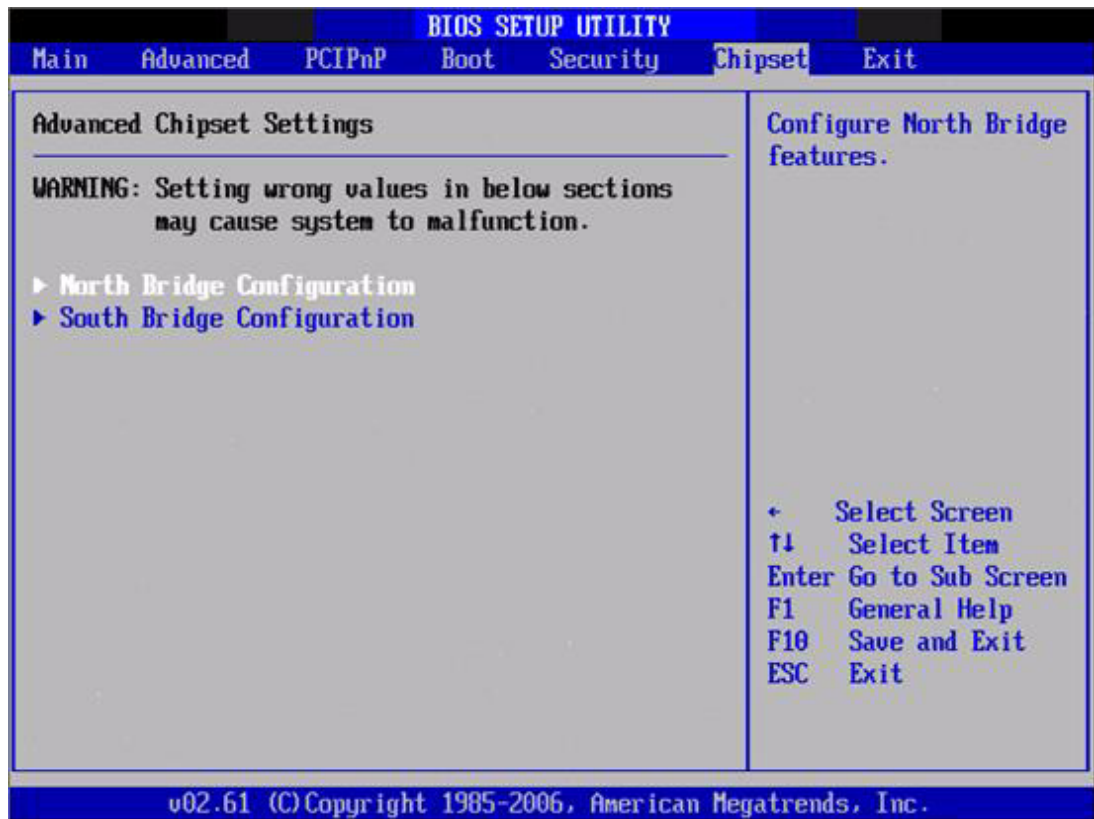 BIOS SETUP UTILITY
Main Advanced PCIPnP Boot Security Chipset Exit
Advanced Chipset Settings
WARNING: Setting wrong values in below sections
may cause system to malfunction.
▶ North Bridge Configuration
▶ South Bridge Configuration
Configure North Bridge
features.
← Select Screen
↑↓ Select Item
Enter Go to Sub Screen
F1 General Help
F10 Save and Exit
ESC Exit
v02.61 (C)Copyright 1985-2006, American Megatrends, Inc.